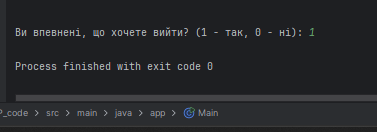 Ви впевнені, що хочете вийти? (1 - так, 0 - ні): 1
Process finished with exit code 0
P_code > src > main > java > app > Main